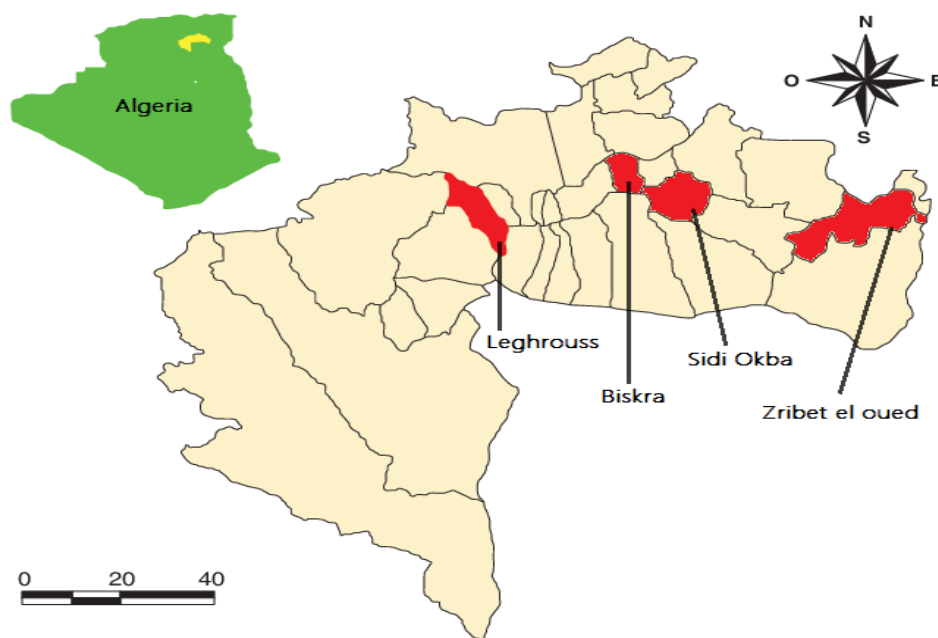 Algeria
N
O
E
S
Leghrouss
Sidi Okba
Biskra
Zribet el oued
0 20 40